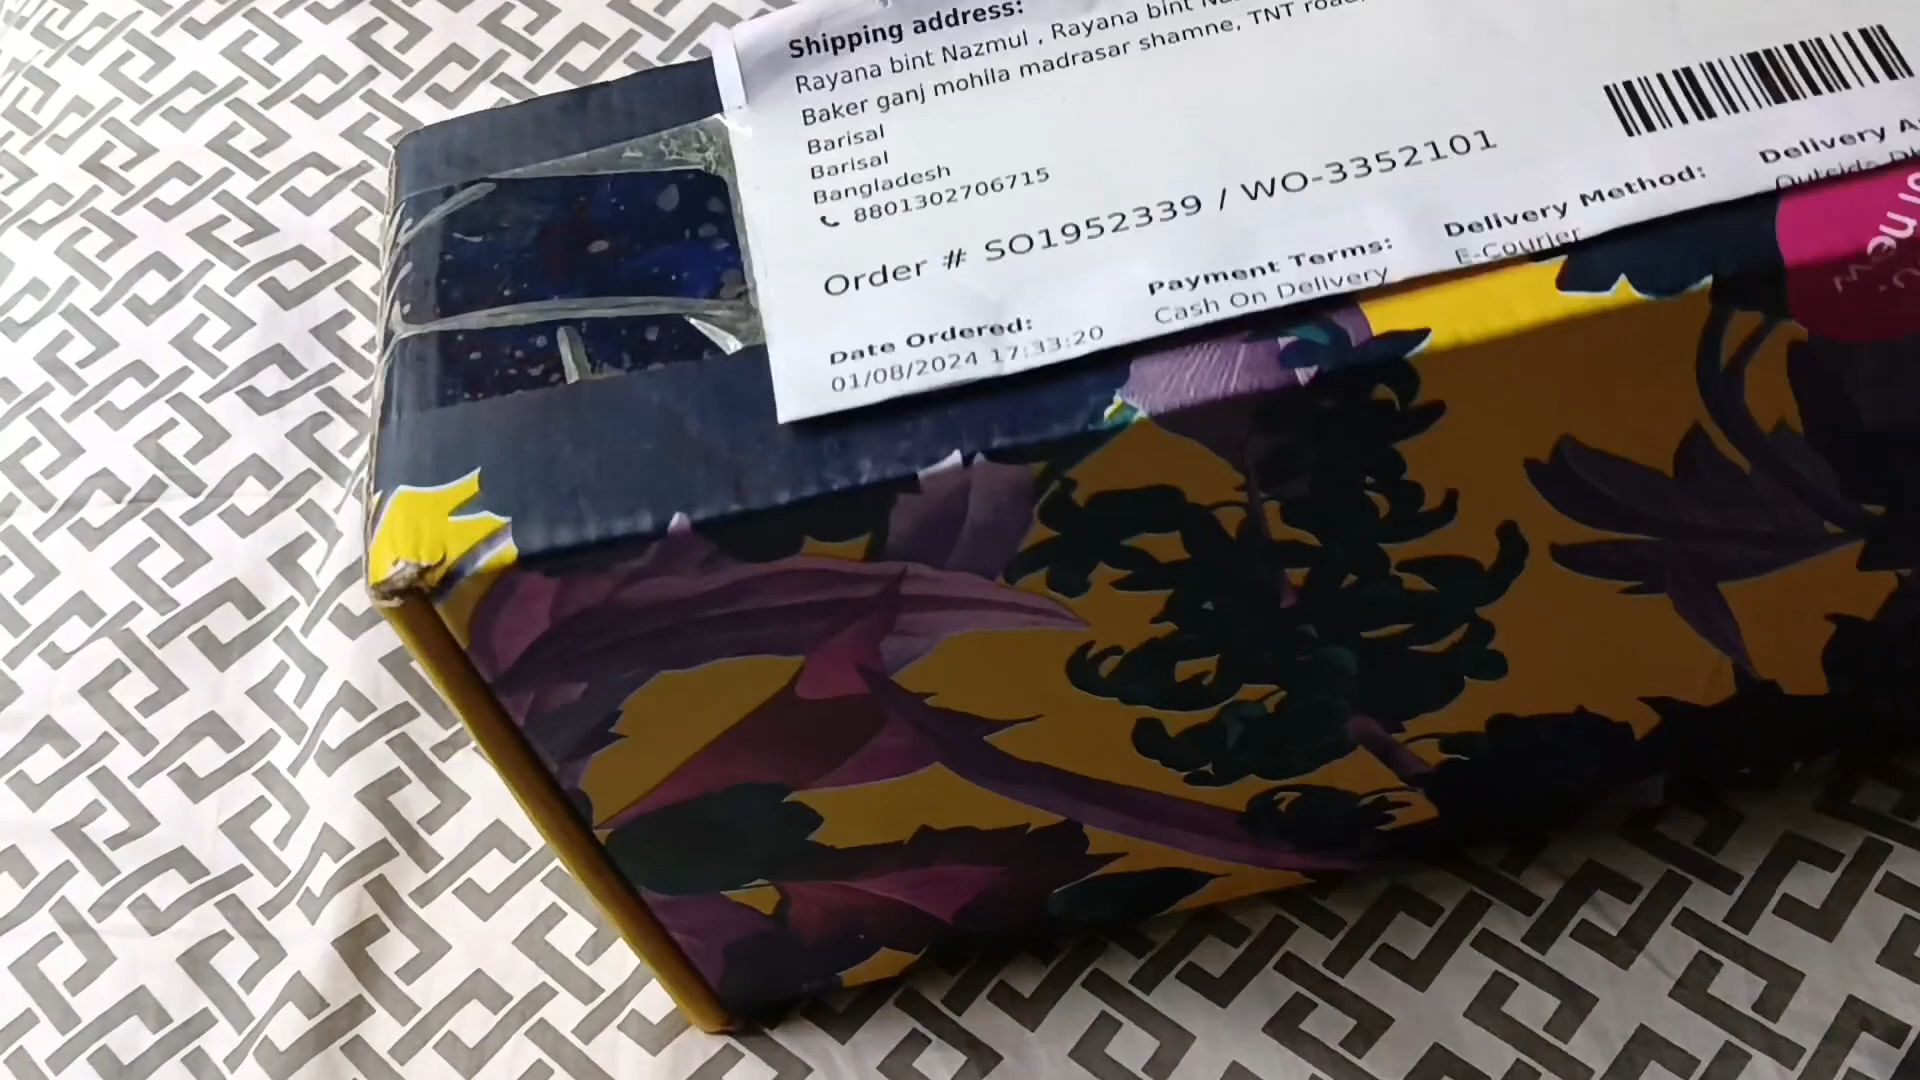 Shipping address:
Rayana bint Nazmul , Rayana bint
Baker ganj mohila madrasar shamne, TNT road
Barisal
Barisal
Bangladesh
8801302706715
Order # SO1952339 / WO-3352101
Date Ordered:
01/08/2024 17:33:20
Payment Terms:
Cash On Delivery
Delivery Method:
E-Courier
Delivery
Outside
new